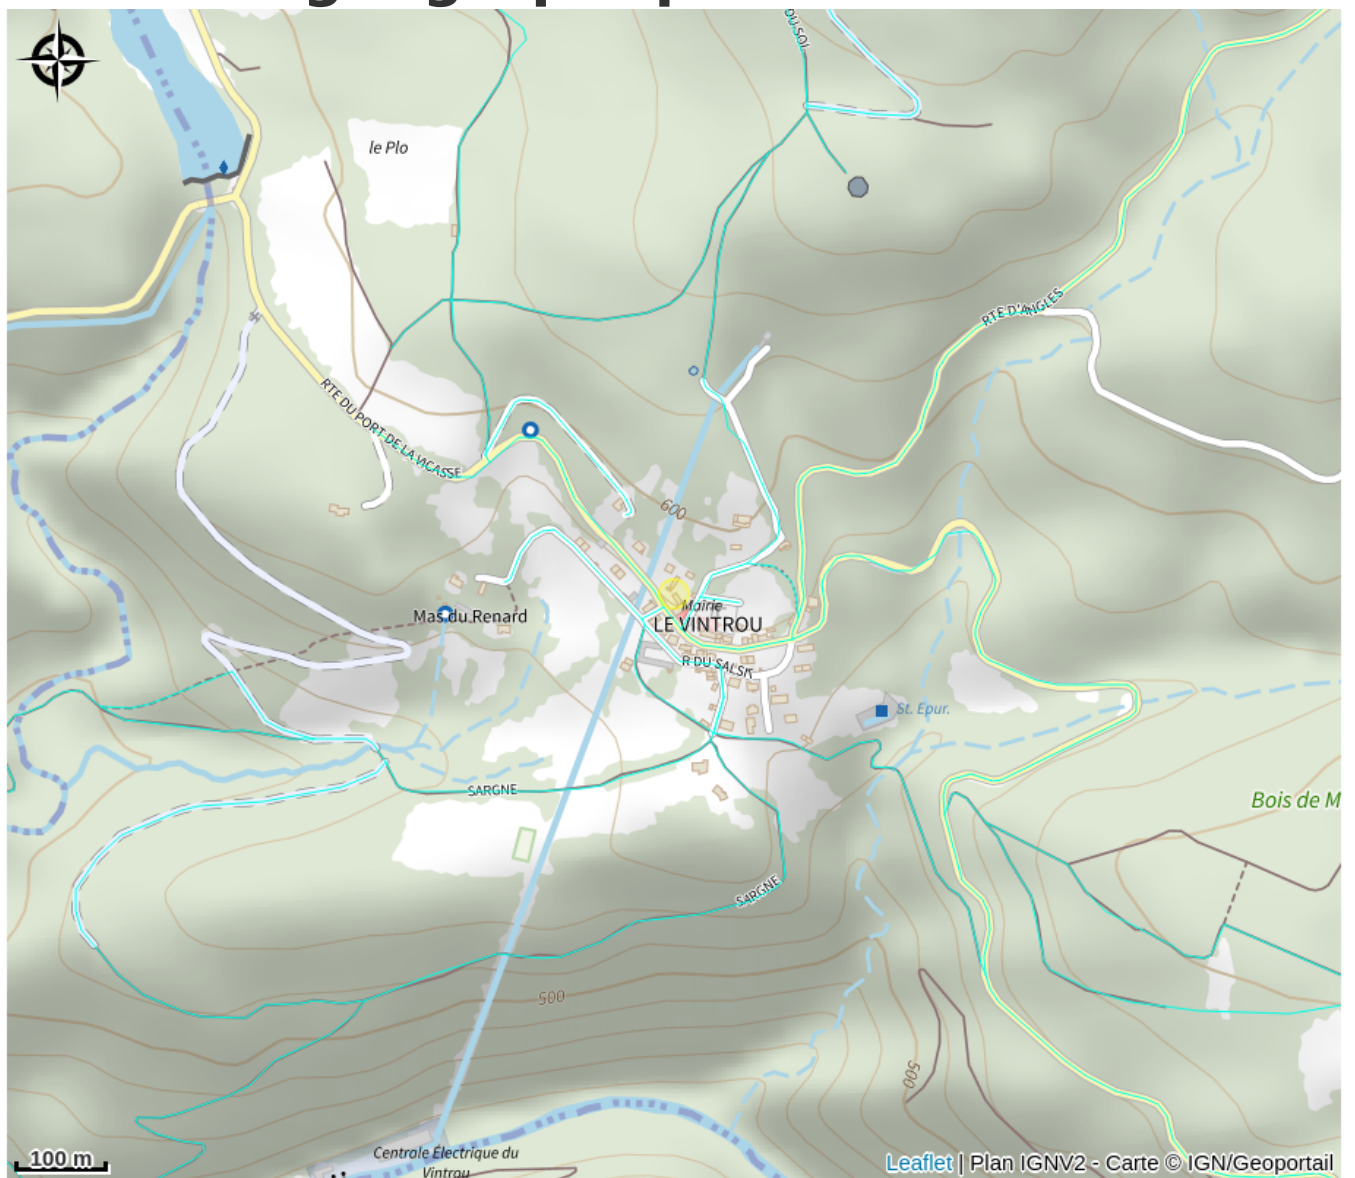 DU SOL
le Plo
RTE D'ANGLES
RTE DU PORT DE LA VICASSE
600
Mairie
Mas du Renard
LE VINTROU
R DU SALSK
St. Epur.
SARGNE
Bois de M
SARGNE
500
500
Centrale Électrique du
Vintrou
100 m
Leaflet | Plan IGNV2 - Carte © IGN/Geoportail